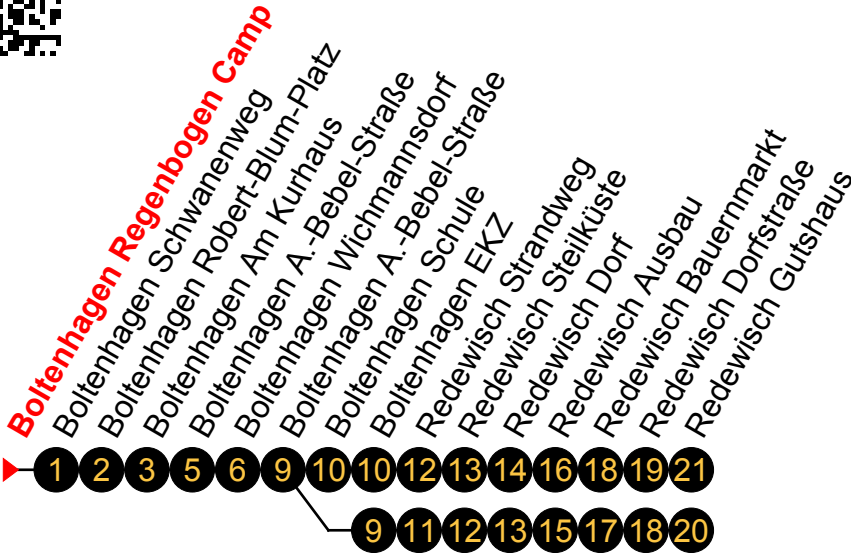 Boltenhagen Regenbogen Camp
Boltenhagen Schwanenweg
Boltenhagen Robert-Blum-Platz
Boltenhagen Am Kurhaus
Boltenhagen A.-Bebel-Straße
Boltenhagen Wichmannsdorf
Boltenhagen A.-Bebel-Straße
Boltenhagen Schule
Boltenhagen EKZ
Redewisch Strandweg
Redewisch Steilküste
Redewisch Dorf
Redewisch Ausbau
Redewisch Bauernmarkt
Redewisch Dorfstraße
Redewisch Gutshaus
1 2 3 5 6 9 10 10 12 13 14 16 18 19 21
9 11 12 13 15 17 18 20